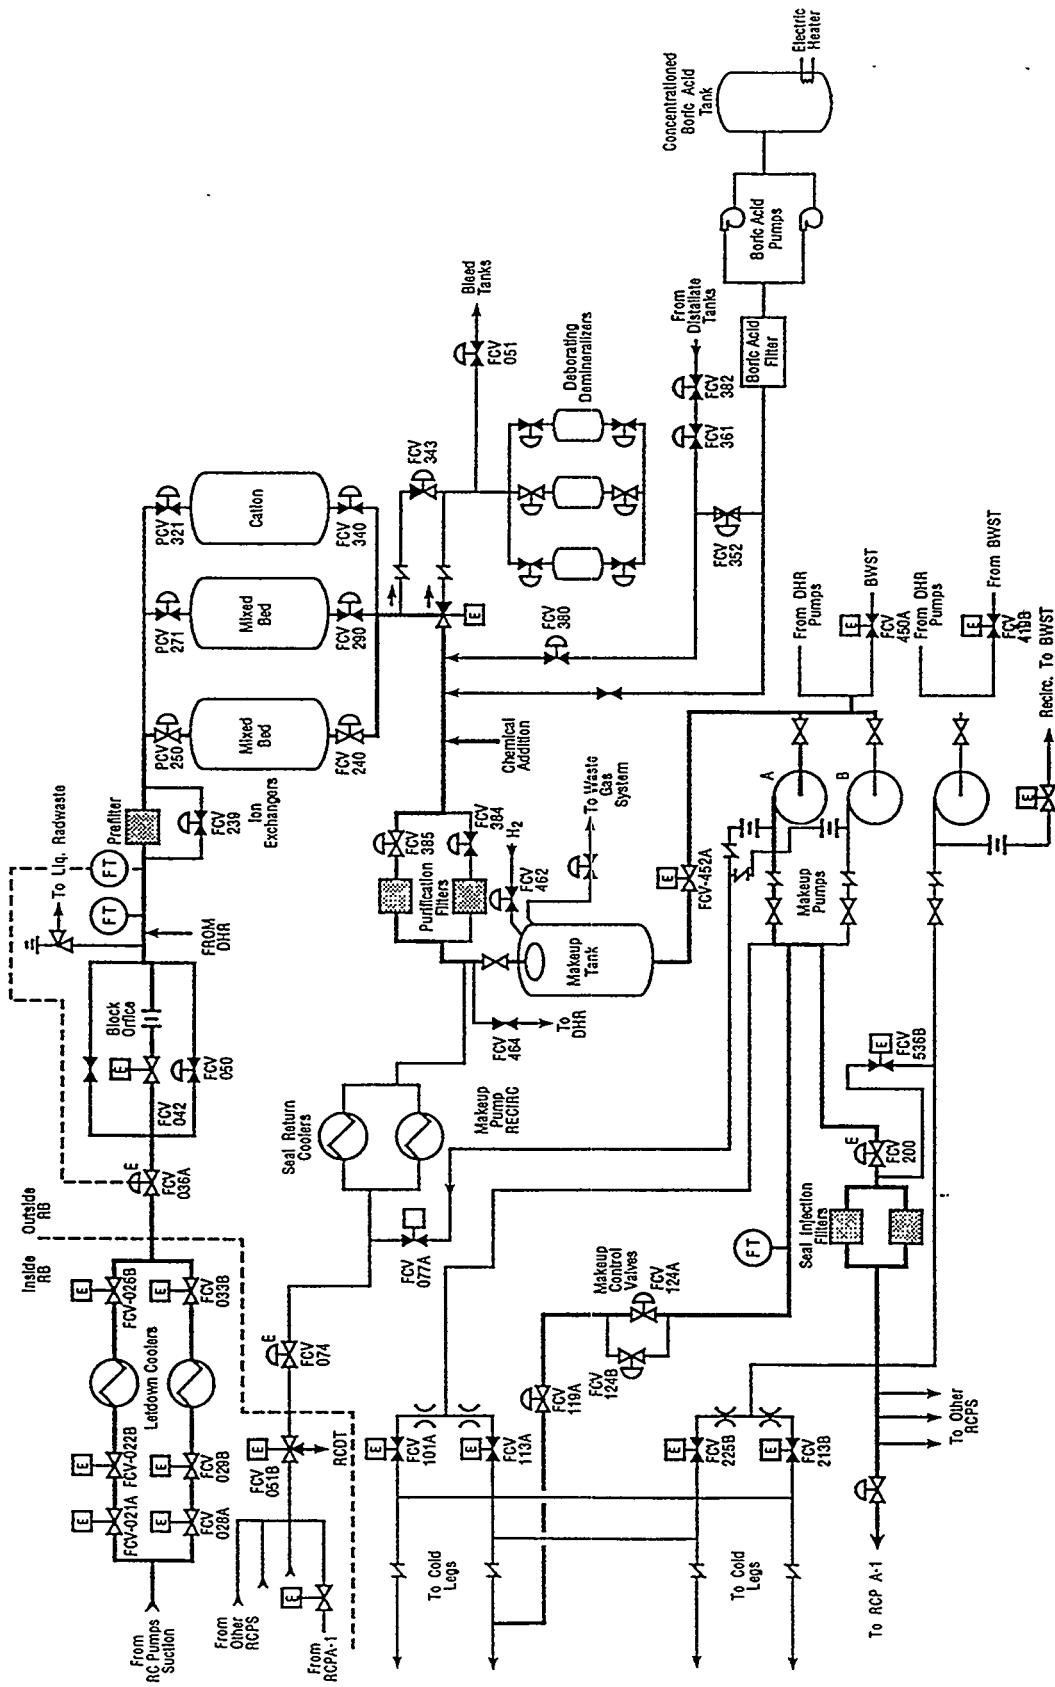 Concentrationed
Boric Acid
Tank
Electric
Heater
Boric Acid
Pumps
Boric Acid
Filter
From
Distallate
Tanks
FCV
382
FCV
361
FCV
352
Bleed
Tanks
FCV
051
Deborating
Demineralizers
FCV
343
PCV
321
Cation
FCV
340
PCV
271
Mixed
Bed
FCV
290
PCV
250
Mixed
Bed
FCV
240
Ion
Exchangers
E
FCV
380
Chemical
Addition
From DHR
Pumps
BWST
E
FCV
450A
From DHR
Pumps
From BWST
E
FCV
419B
Recirc. To BWST
E
A
B
Makeup
Pumps
E
FCV-452A
To Waste
Gas
System
H2
FCV
462
FCV
384
FCV
385
Purification
Filters
Makeup
Tank
To
DHR
FCV
464
Prefilter
FCV
239
To Liq. Radwaste
FT
FT
FROM
DHR
Block
Orfice
E
FCV
042
FCV
050
E
FCV
036A
Outside
RB
Inside
RB
Seal Return
Coolers
Makeup
Pump
RECIRC
FCV
077A
E
FCV
074
E
FCV
051B
RCDT
E
FCV-026B
E
FCV
033B
Letdown Coolers
E
FCV-022B
E
FCV
029B
E
FCV-021A
E
FCV
028A
From
RC Pumps
Suction
From
Other
RCPS
E
From
RCPA-1
E
FCV
101A
E
FCV
113A
To Cold
Legs
FCV
119A
Makeup
Control
Valves
FCV
124A
FCV
124B
FT
E
FCV
225B
E
FCV
213B
To Cold
Legs
E
FCV
536B
E
FCV
200
Seal Injection
Filters
To Other
RCPS
To RCP A-1